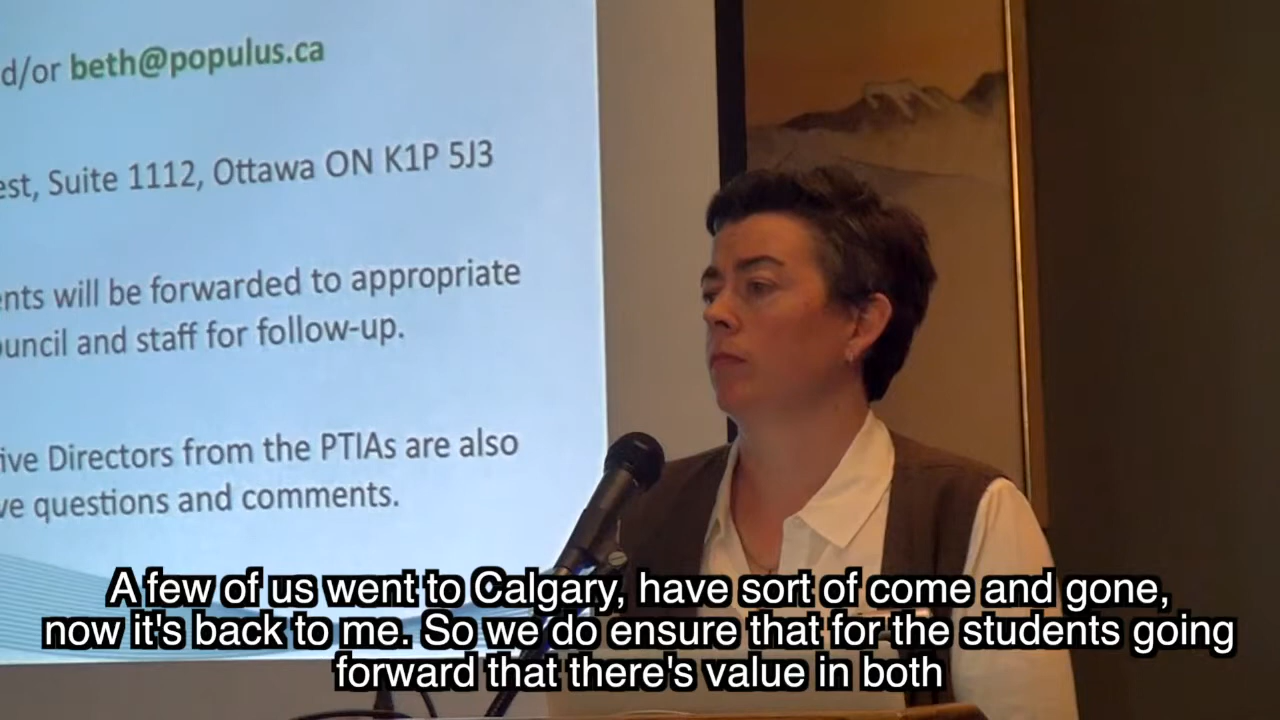 d/or beth@populus.ca
est, Suite 1112, Ottawa ON K1P 5J3
ents will be forwarded to appropriate
ouncil and staff for follow-up.
ive Directors from the PTIAs are also
ve questions and comments.
A few of us went to Calgary, have sort of come and gone,
now it's back to me. So we do ensure that for the students going
forward that there's value in both